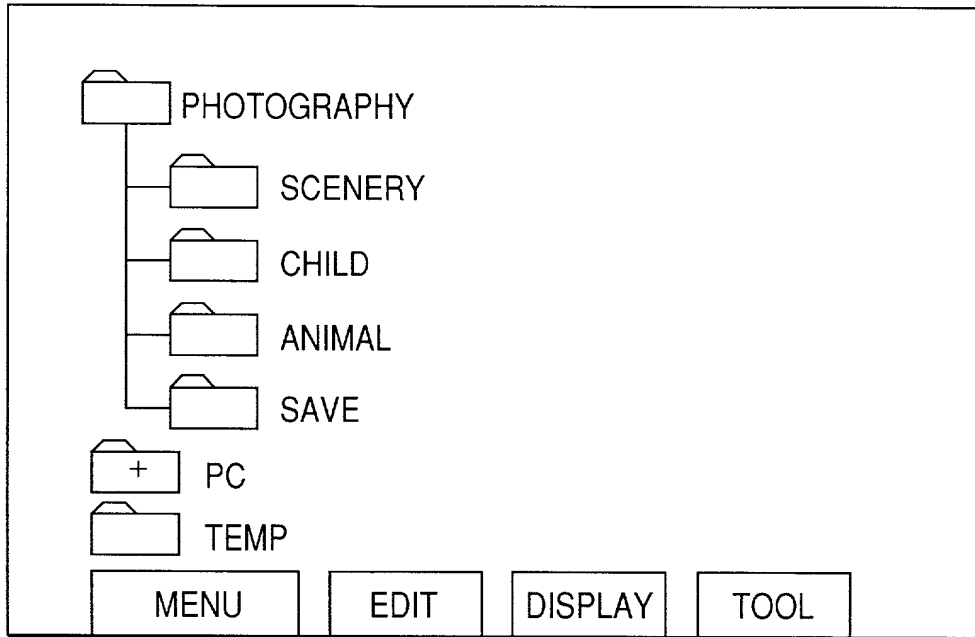 PHOTOGRAPHY
SCENERY
CHILD
ANIMAL
SAVE
+ PC
TEMP
MENU EDIT DISPLAY TOOL